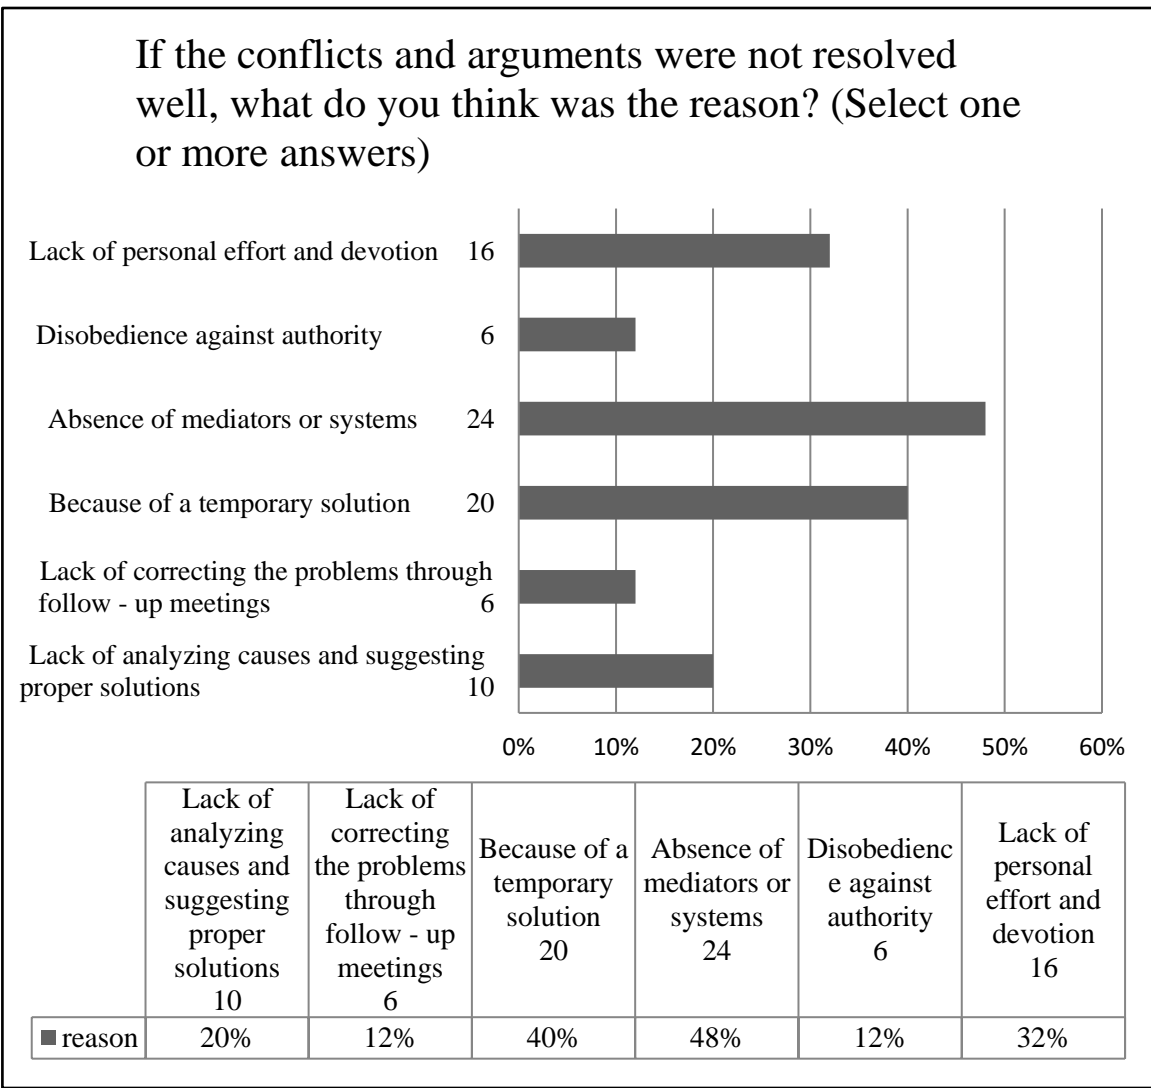 If the conflicts and arguments were not resolved
well, what do you think was the reason? (Select one
or more answers)
Lack of personal effort and devotion 16
Disobedience against authority 6
Absence of mediators or systems 24
Because of a temporary solution 20
Lack of correcting the problems through
follow - up meetings 6
Lack of analyzing causes and suggesting
proper solutions 10
0% 10% 20% 30% 40% 50% 60%
Lack of
analyzing
causes and
suggesting
proper
solutions
10
Lack of
correcting
the problems
through
follow - up
meetings
6
Because of a
temporary
solution
20
Absence of
mediators or
systems
24
Disobedienc
e against
authority
6
Lack of
personal
effort and
devotion
16
reason 20% 12% 40% 48% 12% 32%